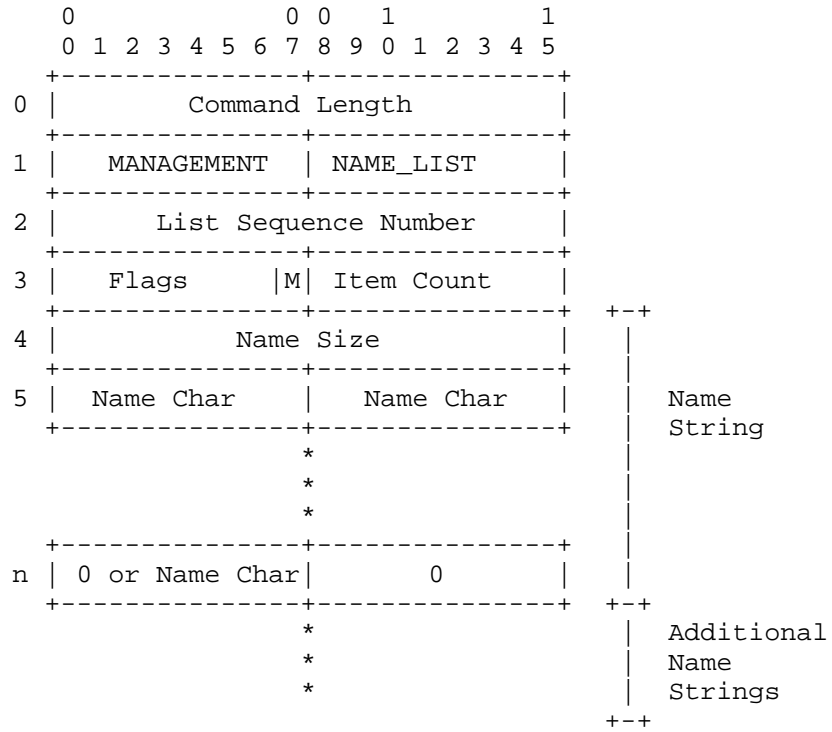 0             0 0   1         1
     0 1 2 3 4 5 6 7 8 9 0 1 2 3 4 5
    +---------------+---------------+
0   |        Command Length         |
    +---------------+---------------+
1   |   MANAGEMENT  | NAME_LIST     |
    +---------------+---------------+
2   |      List Sequence Number     |
    +---------------+---------------+
3   |   Flags     |M| Item Count    |
    +---------------+---------------+  +-+
4   |           Name Size           |   |
    +---------------+---------------+   |
5   |  Name Char    |   Name Char   |   |  Name
    +---------------+---------------+   |  String
                    *                   |
                    *                   |
                    *                   |
    +---------------+---------------+   |
n   | 0 or Name Char|       0       |   |
    +---------------+---------------+  +-+
                    *                   |  Additional
                    *                   |  Name
                    *                   |  Strings
                                       +-+